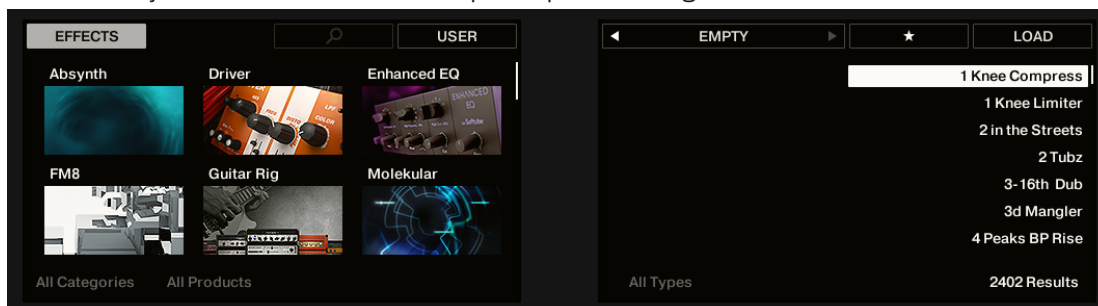 EFFECTS
USER
Absynth Driver Enhanced EQ
ENHANCED EQ
FM8 Guitar Rig Molekular
All Categories All Products
EMPTY
LOAD
1 Knee Compress
1 Knee Limiter
2 in the Streets
2 Tubz
3-16th Dub
3d Mangler
4 Peaks BP Rise
All Types 2402 Results